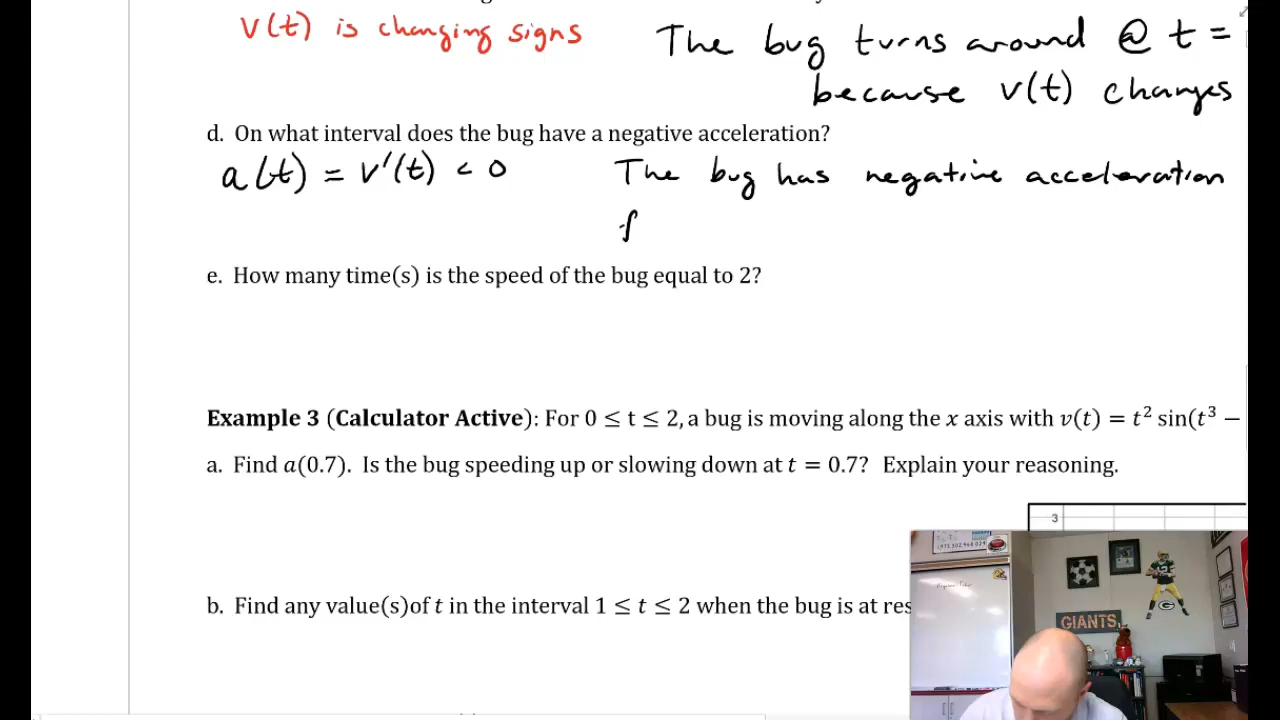 v(t) is changing signs
The bug turns around @ t =
because v(t) changes
d. On what interval does the bug have a negative acceleration?
a(t) = v'(t) < 0
The bug has negative acceleration
f
e. How many time(s) is the speed of the bug equal to 2?
Example 3 (Calculator Active): For 0 ≤ t ≤ 2, a bug is moving along the x axis with v(t) = t² sin(t³ −
a. Find a(0.7). Is the bug speeding up or slowing down at t = 0.7? Explain your reasoning.
3
b. Find any value(s)of t in the interval 1 ≤ t ≤ 2 when the bug is at res
GIANTS
G